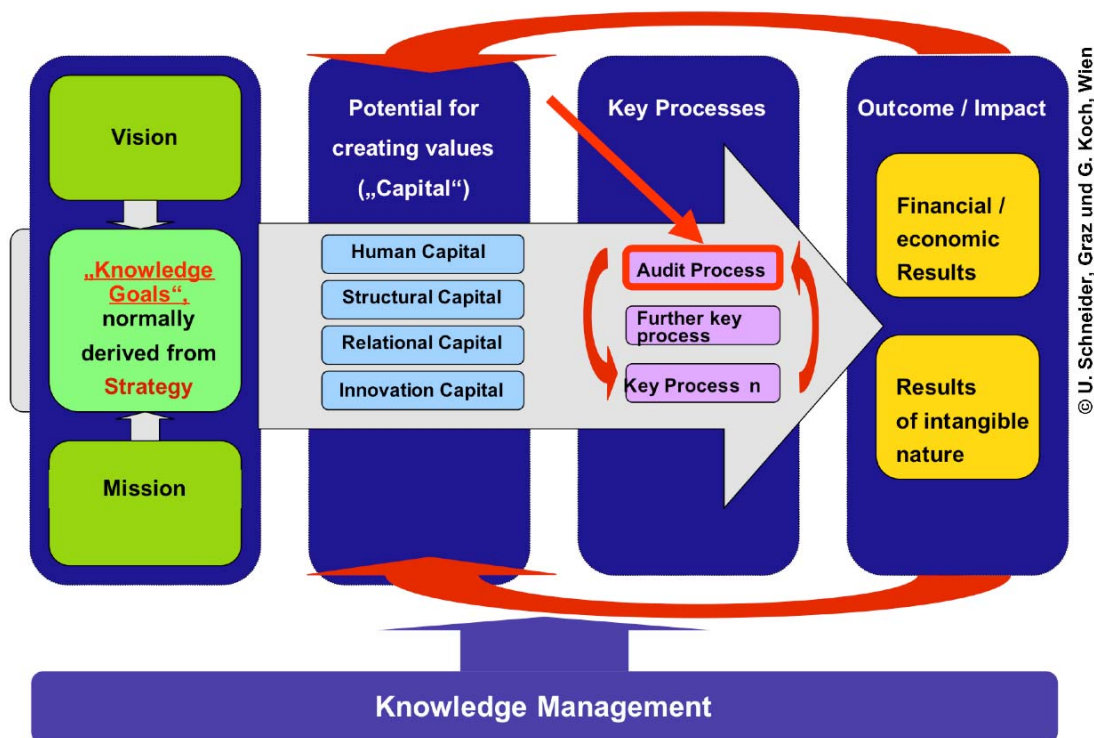 Vision
„Knowledge
Goals“,
normally
derived from
Strategy
Mission
Potential for
creating values
(„Capital“)
Human Capital
Structural Capital
Relational Capital
Innovation Capital
Key Processes
Audit Process
Further key
process
Key Process n
Outcome / Impact
Financial /
economic
Results
Results
of intangible
nature
© U. Schneider, Graz und G. Koch, Wien
Knowledge Management